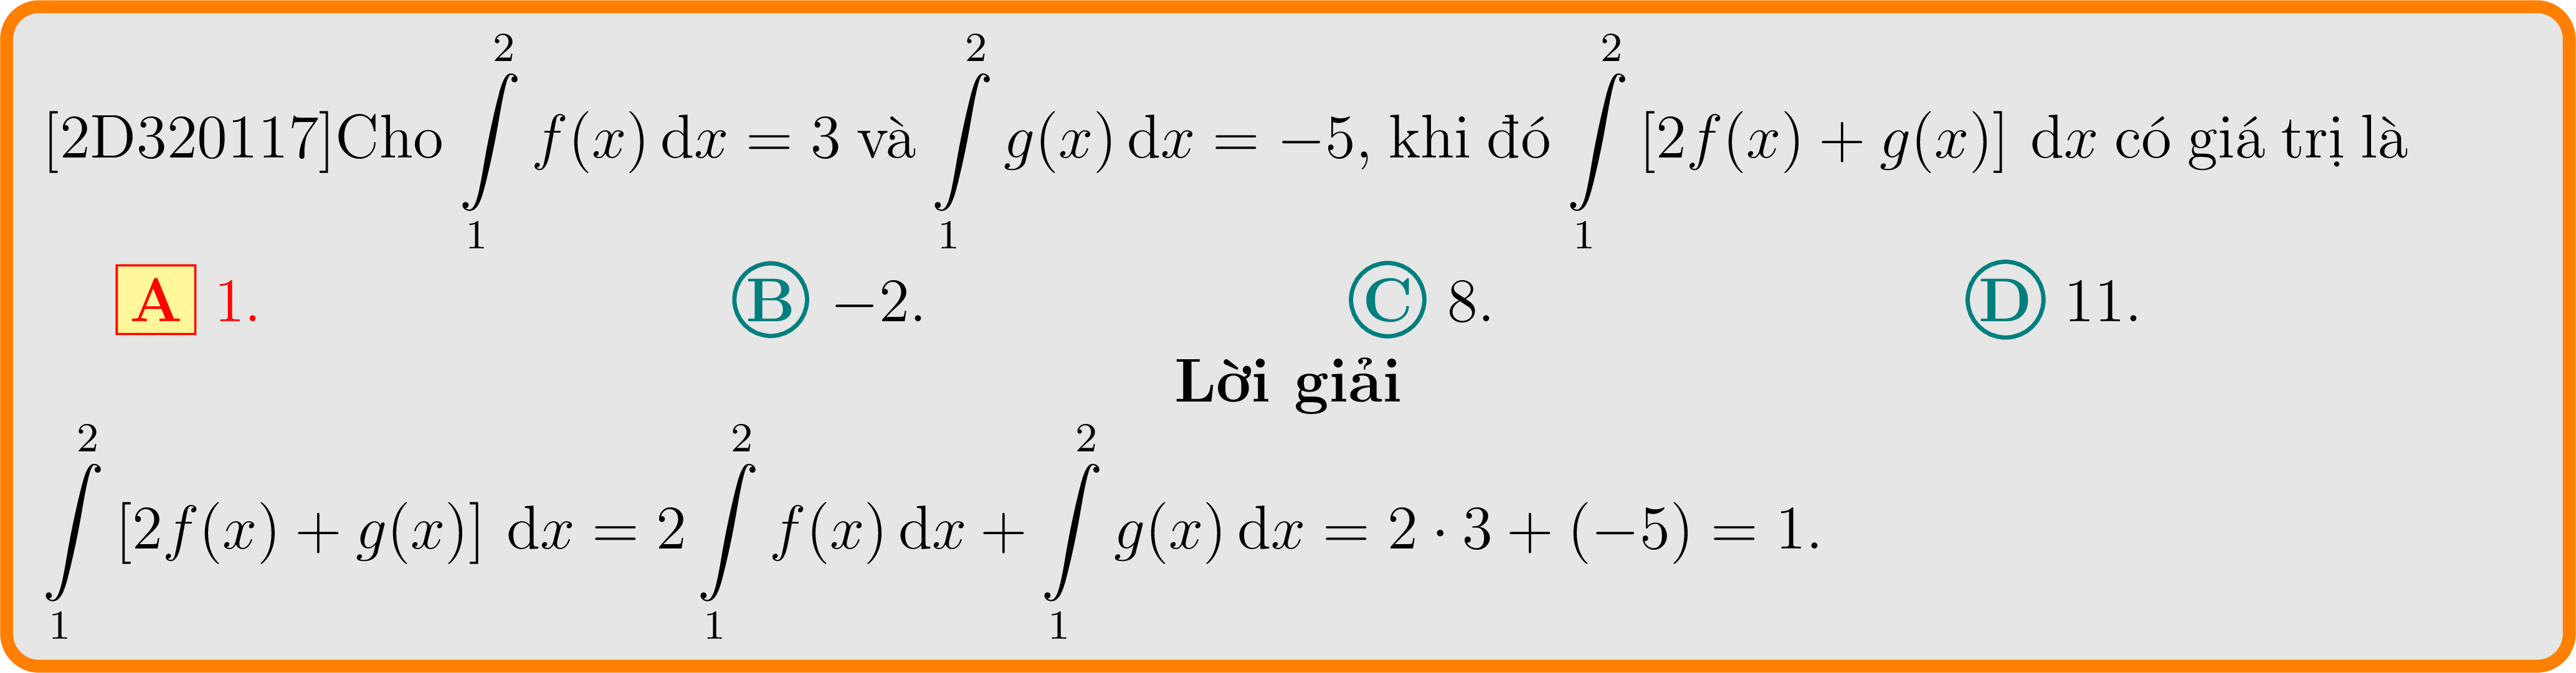 [2D320117]Cho $\int\limits_1^2 f(x)\,\mathrm{d}x = 3$ và $\int\limits_1^2 g(x)\,\mathrm{d}x = -5$, khi đó $\int\limits_1^2 [2f(x) + g(x)]\ \mathrm{d}x$ có giá trị là
A 1. B −2. C 8. D 11.
Lời giải
$\int\limits_1^2 [2f(x) + g(x)]\ \mathrm{d}x = 2\int\limits_1^2 f(x)\,\mathrm{d}x + \int\limits_1^2 g(x)\,\mathrm{d}x = 2 \cdot 3 + (-5) = 1.$